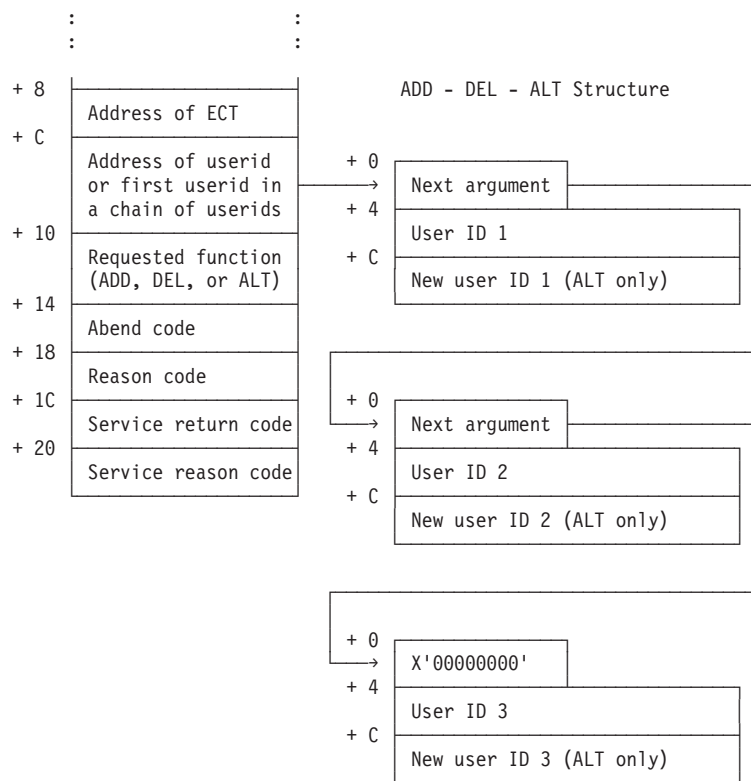 :
:
:
:
+ 8
Address of ECT
+ C
Address of userid
or first userid in
a chain of userids
+ 10
Requested function
(ADD, DEL, or ALT)
+ 14
Abend code
+ 18
Reason code
+ 1C
Service return code
+ 20
Service reason code
ADD - DEL - ALT Structure
+ 0
→ Next argument
+ 4
User ID 1
+ C
New user ID 1 (ALT only)
+ 0
→ Next argument
+ 4
User ID 2
+ C
New user ID 2 (ALT only)
+ 0
→ X'00000000'
+ 4
User ID 3
+ C
New user ID 3 (ALT only)